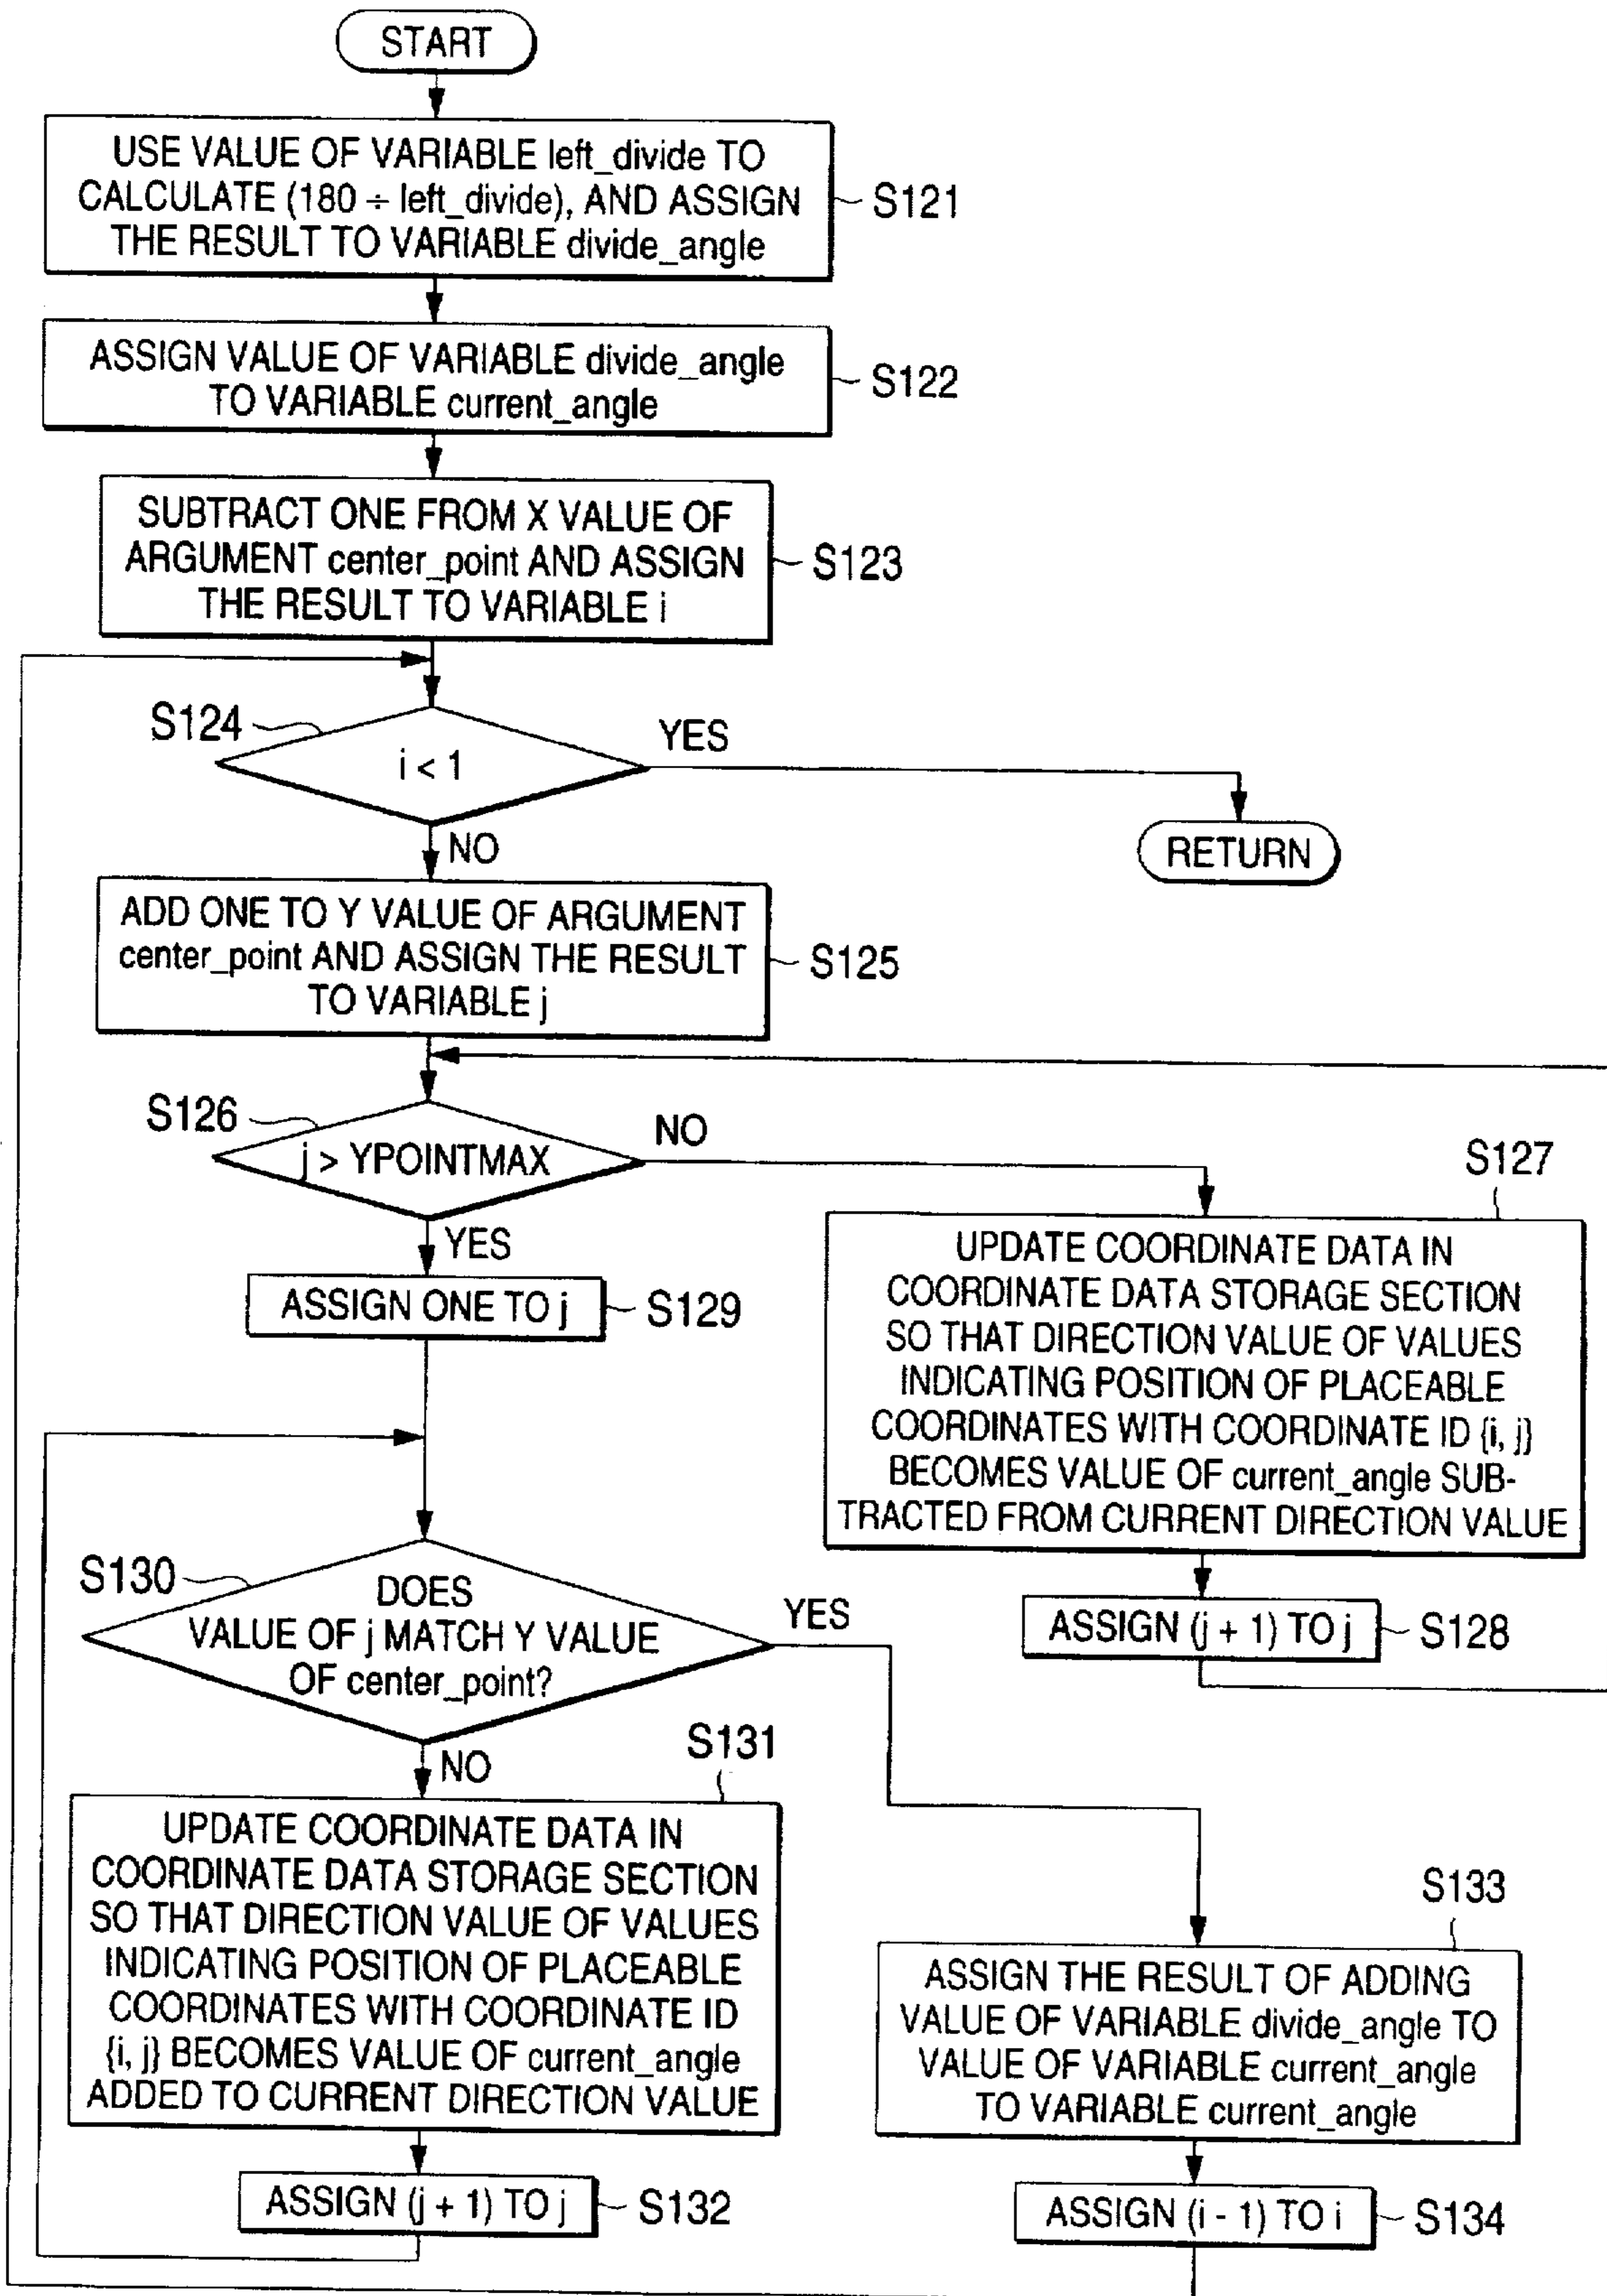 START
USE VALUE OF VARIABLE left_divide TO
CALCULATE (180 ÷ left_divide), AND ASSIGN
THE RESULT TO VARIABLE divide_angle
S121
ASSIGN VALUE OF VARIABLE divide_angle
TO VARIABLE current_angle
S122
SUBTRACT ONE FROM X VALUE OF
ARGUMENT center_point AND ASSIGN
THE RESULT TO VARIABLE i
S123
S124
i < 1
YES
NO
RETURN
ADD ONE TO Y VALUE OF ARGUMENT
center_point AND ASSIGN THE RESULT
TO VARIABLE j
S125
S126
j > YPOINTMAX
NO
YES
S127
UPDATE COORDINATE DATA IN
COORDINATE DATA STORAGE SECTION
SO THAT DIRECTION VALUE OF VALUES
INDICATING POSITION OF PLACEABLE
COORDINATES WITH COORDINATE ID {i, j}
BECOMES VALUE OF current_angle SUB-
TRACTED FROM CURRENT DIRECTION VALUE
ASSIGN (j + 1) TO j
S128
ASSIGN ONE TO j
S129
S130
DOES
VALUE OF j MATCH Y VALUE
OF center_point?
YES
NO
S131
UPDATE COORDINATE DATA IN
COORDINATE DATA STORAGE SECTION
SO THAT DIRECTION VALUE OF VALUES
INDICATING POSITION OF PLACEABLE
COORDINATES WITH COORDINATE ID
{i, j} BECOMES VALUE OF current_angle
ADDED TO CURRENT DIRECTION VALUE
ASSIGN (j + 1) TO j
S132
S133
ASSIGN THE RESULT OF ADDING
VALUE OF VARIABLE divide_angle TO
VALUE OF VARIABLE current_angle
TO VARIABLE current_angle
ASSIGN (i - 1) TO i
S134